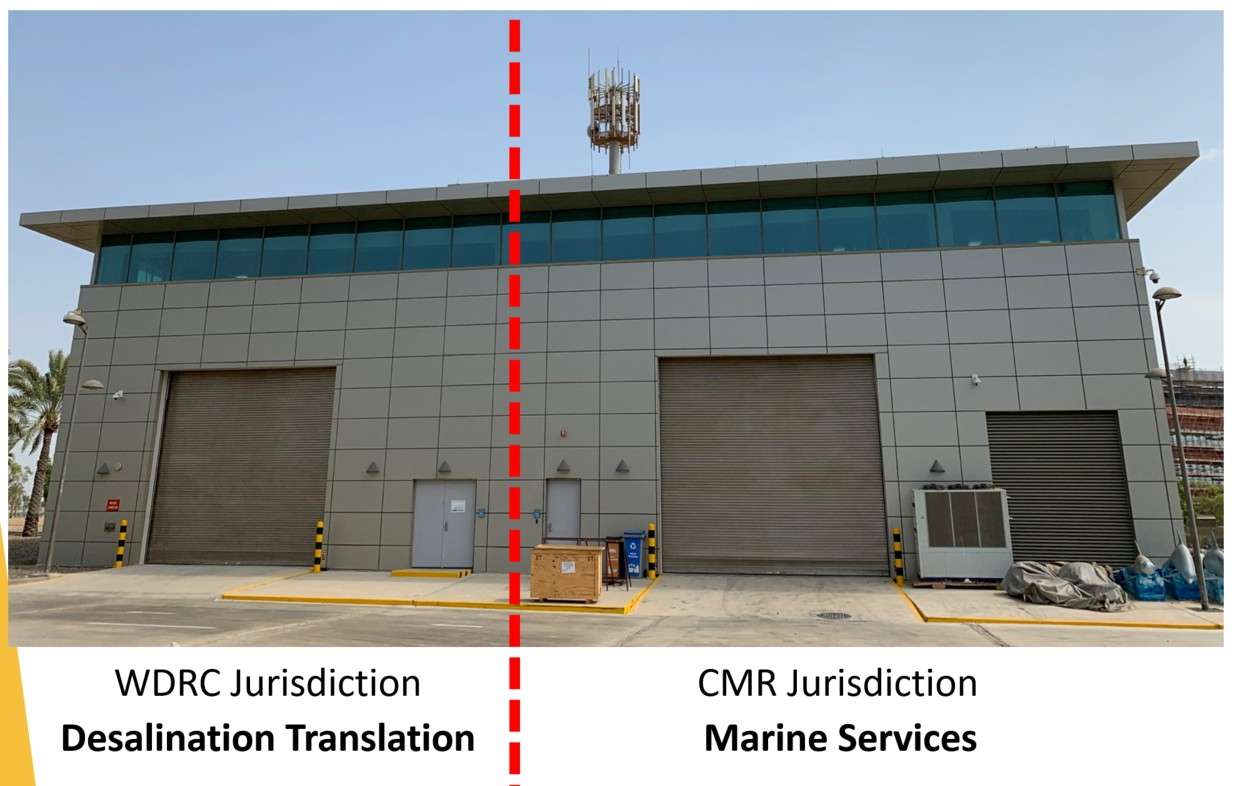 WDRC Jurisdiction
Desalination Translation
CMR Jurisdiction
Marine Services